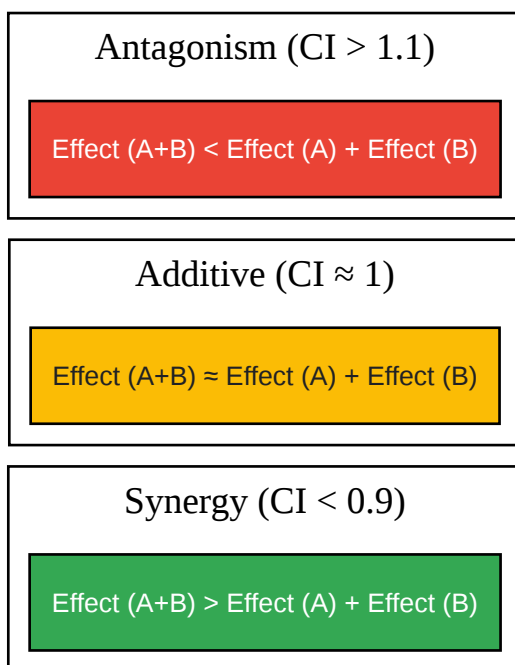 Antagonism (CI > 1.1)
Effect (A+B) < Effect (A) + Effect (B)
Additive (CI ≈ 1)
Effect (A+B) ≈ Effect (A) + Effect (B)
Synergy (CI < 0.9)
Effect (A+B) > Effect (A) + Effect (B)